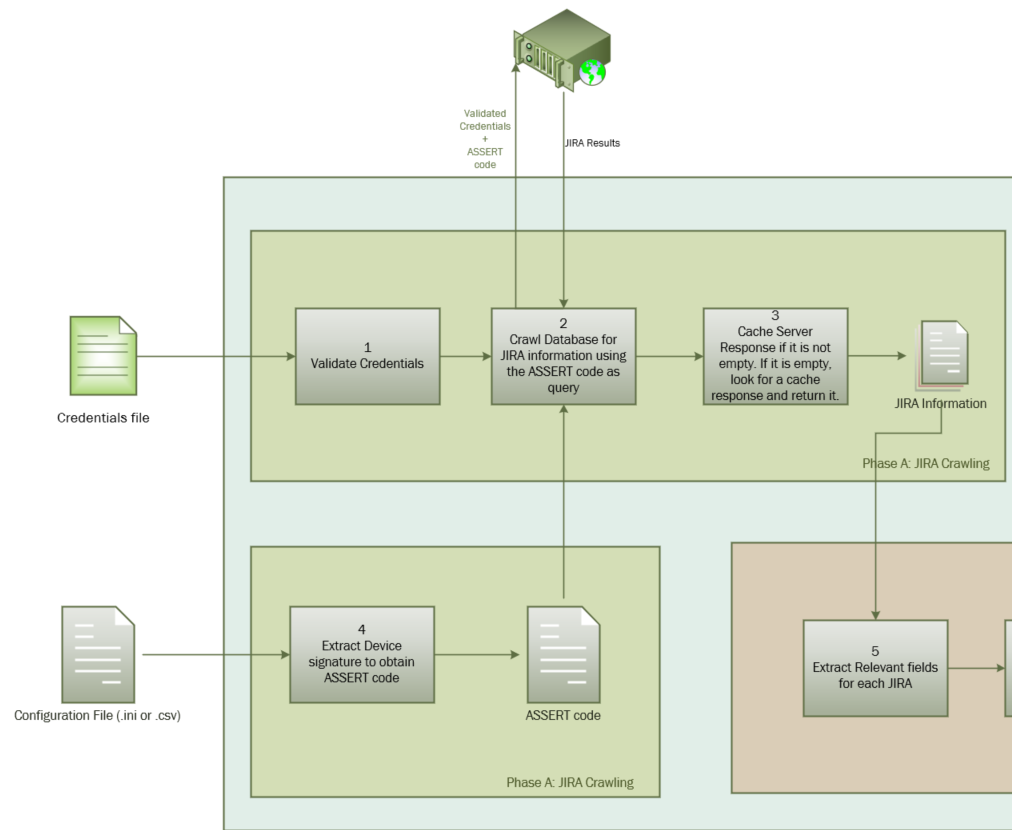 Validated
Credentials
+
ASSERT
code
JIRA Results
1
Validate Credentials
2
Crawl Database for
JIRA information using
the ASSERT code as
query
3
Cache Server
Response if it is not
empty. If it is empty,
look for a cache
response and return it.
JIRA Information
Credentials file
Phase A: JIRA Crawling
4
Extract Device
signature to obtain
ASSERT code
ASSERT code
Configuration File (.ini or .csv)
Phase A: JIRA Crawling
5
Extract Relevant fields
for each JIRA